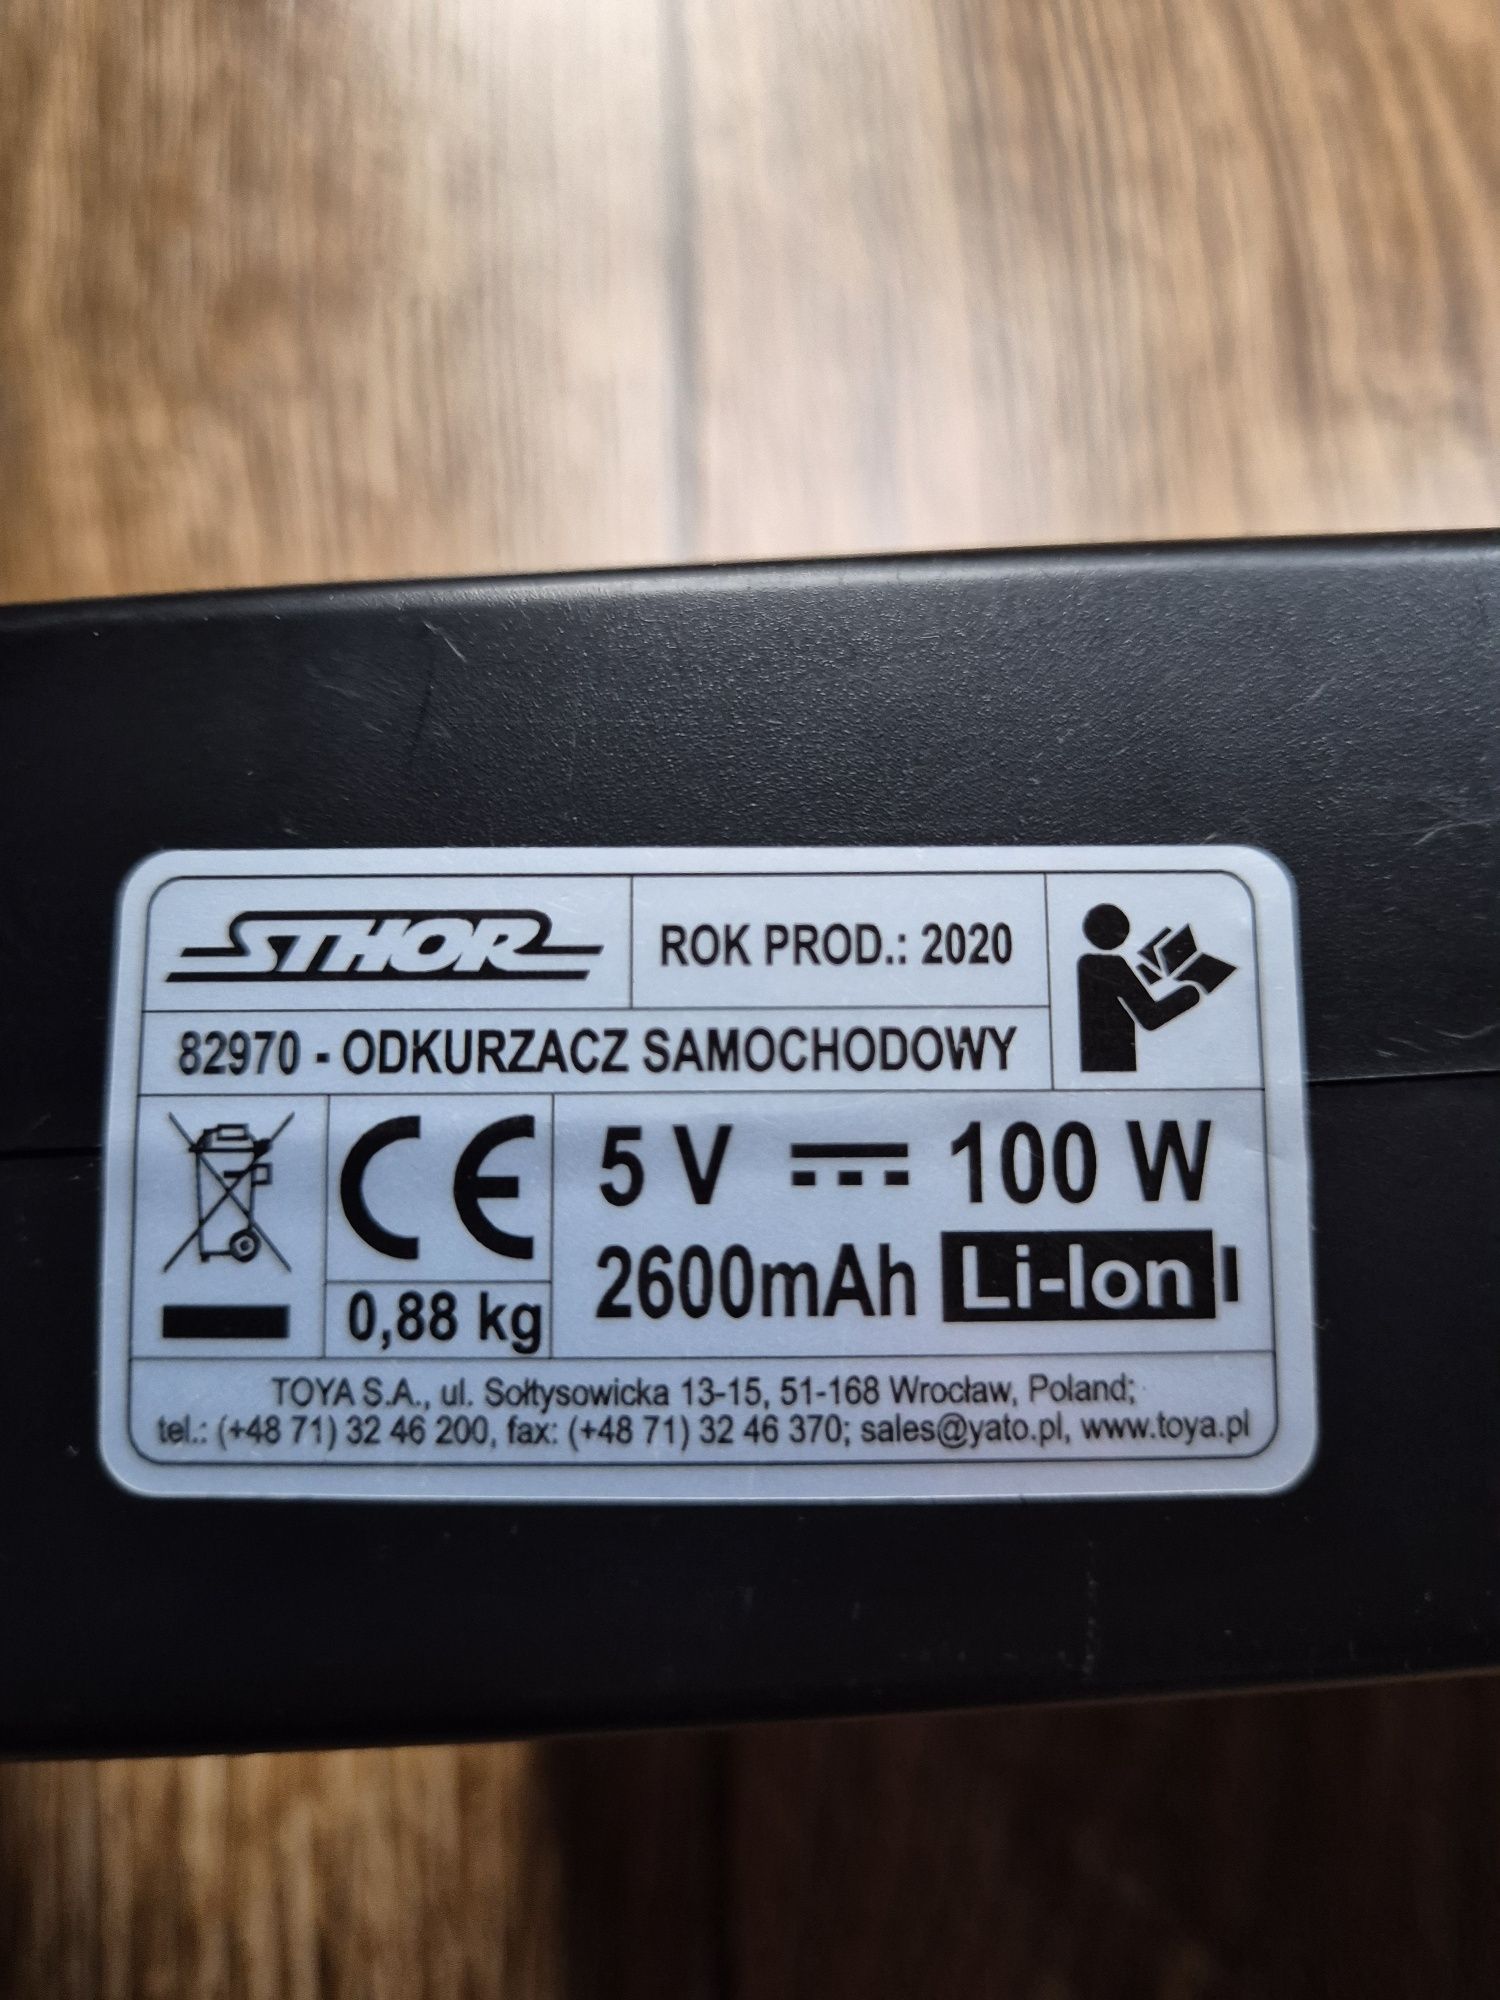 STHOR
ROK PROD.: 2020
82970 - ODKURZACZ SAMOCHODOWY
CE
0,88 kg
5 V ⎓ 100 W
2600mAh Li-Ion
TOYA S.A., ul. Sołtysowicka 13-15, 51-168 Wrocław, Poland;
tel.: (+48 71) 32 46 200, fax: (+48 71) 32 46 370; sales@yato.pl, www.toya.pl